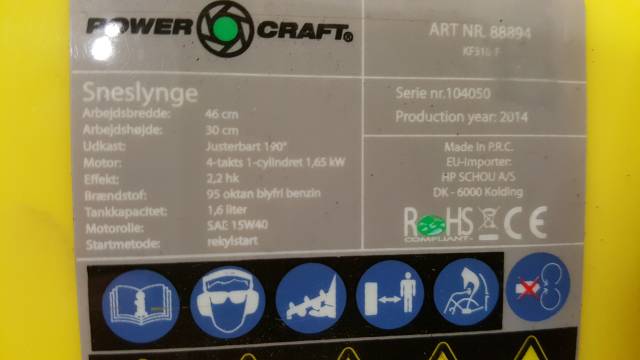 POWER CRAFT®
ART NR. 88894
KF318-F
Sneslynge
Arbejdsbredde: 46 cm
Arbejdshøjde: 30 cm
Udkast: Justerbart 190°
Motor: 4-takts 1-cylindret 1,65 kW
Effekt: 2,2 hk
Brændstof: 95 oktan blyfri benzin
Tankkapacitet: 1,6 liter
Motorolie: SAE 15W40
Startmetode: rekylstart
Serie nr.104050
Production year: 2014
Made in P.R.C.
EU-Importer:
HP SCHOU A/S
DK - 6000 Kolding
RoHS CE
COMPLIANT